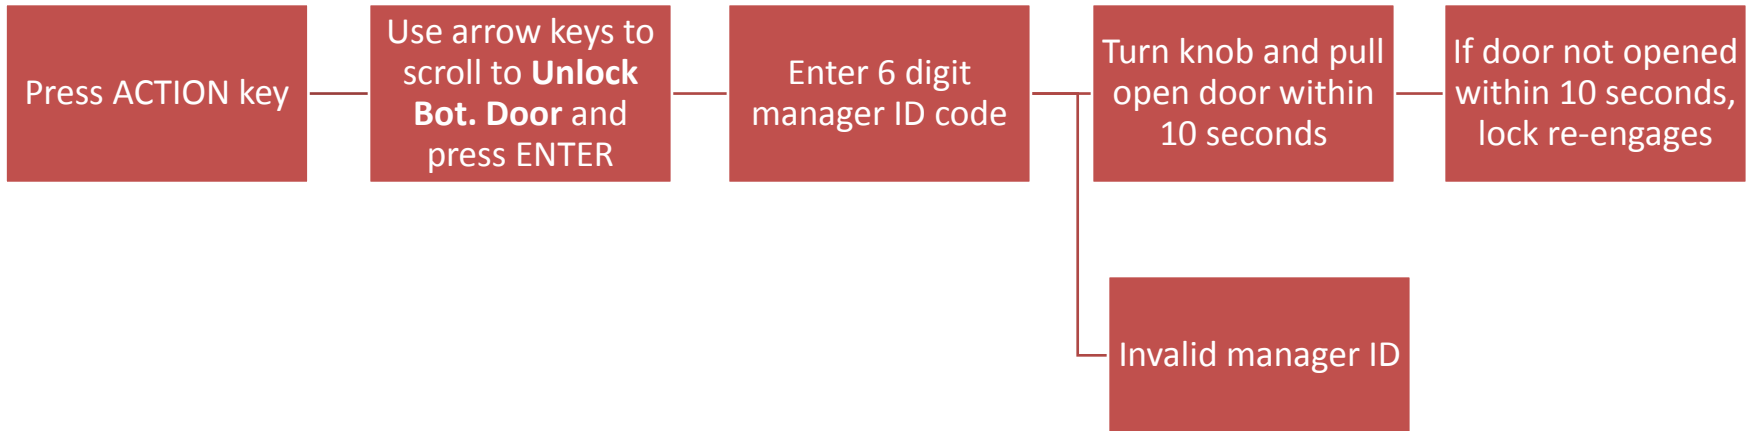 Press ACTION key
Use arrow keys to
scroll to Unlock
Bot. Door and
press ENTER
Enter 6 digit
manager ID code
Turn knob and pull
open door within
10 seconds
If door not opened
within 10 seconds,
lock re-engages
Invalid manager ID